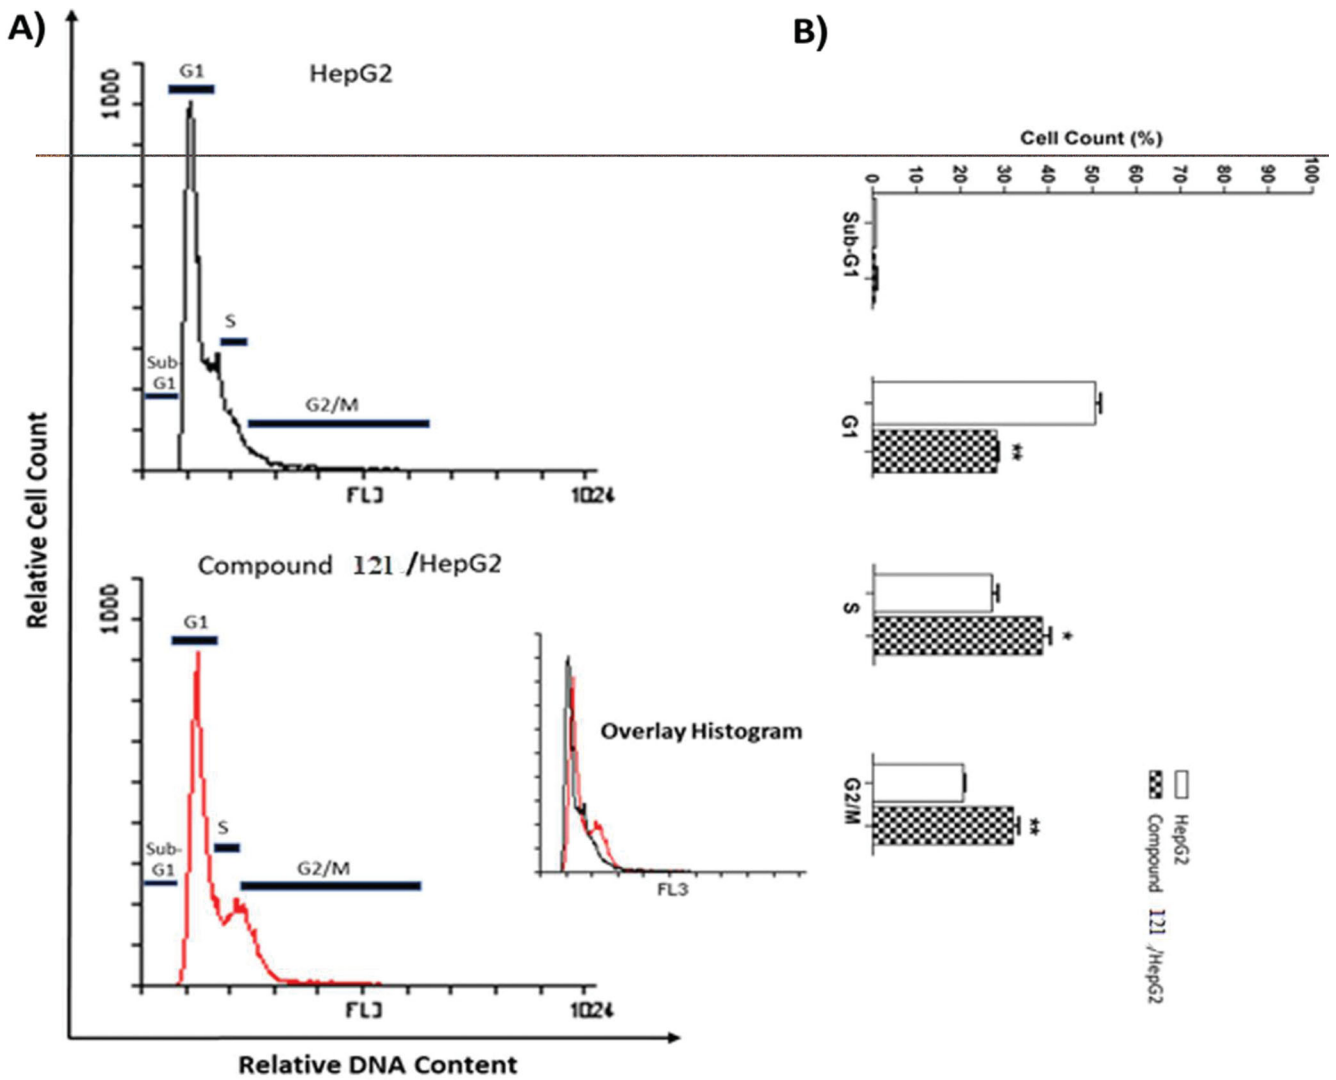 A)
HepG2
G1
1000
S
Sub-
G1
G2/M
FL3
1024
Relative Cell Count
Compound 121 /HepG2
1000
G1
S
Sub-
G1
G2/M
FL3
1024
Overlay Histogram
FL3
Relative DNA Content
B)
Cell Count (%)
0 10 20 30 40 50 60 70 80 90 100
Sub-G1
G1
**
S
*
G2/M
**
HepG2
Compound 121 /HepG2